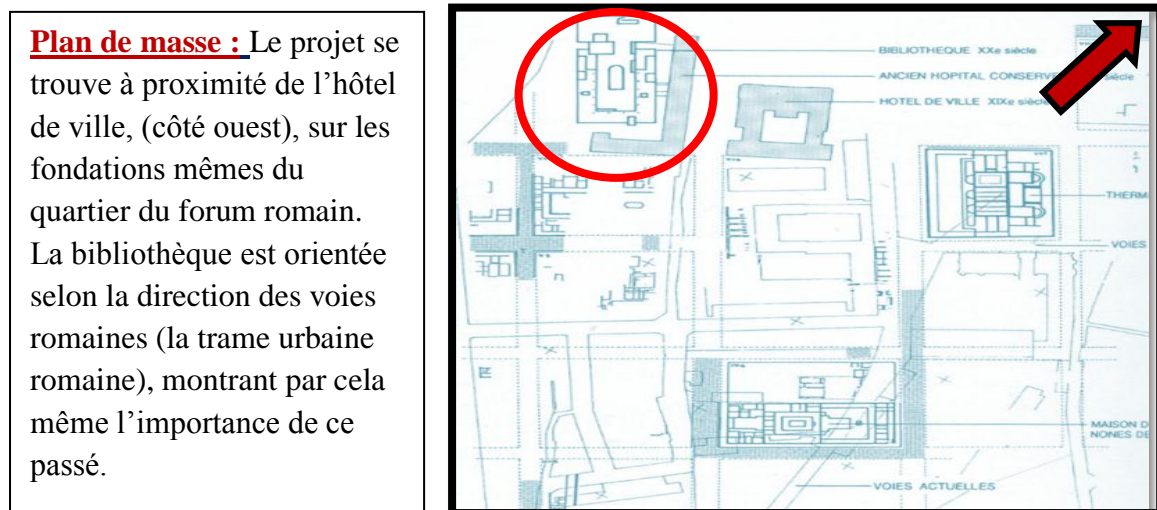 Plan de masse : Le projet se
trouve à proximité de l’hôtel
de ville, (côté ouest), sur les
fondations mêmes du
quartier du forum romain.
La bibliothèque est orientée
selon la direction des voies
romaines (la trame urbaine
romaine), montrant par cela
même l’importance de ce
passé.
BIBLIOTHEQUE XXe siècle
ANCIEN HOPITAL CONSERVE siècle
HOTEL DE VILLE XIXe siècle
THERM
VOIES
MAISON D
NONES DE
VOIES ACTUELLES